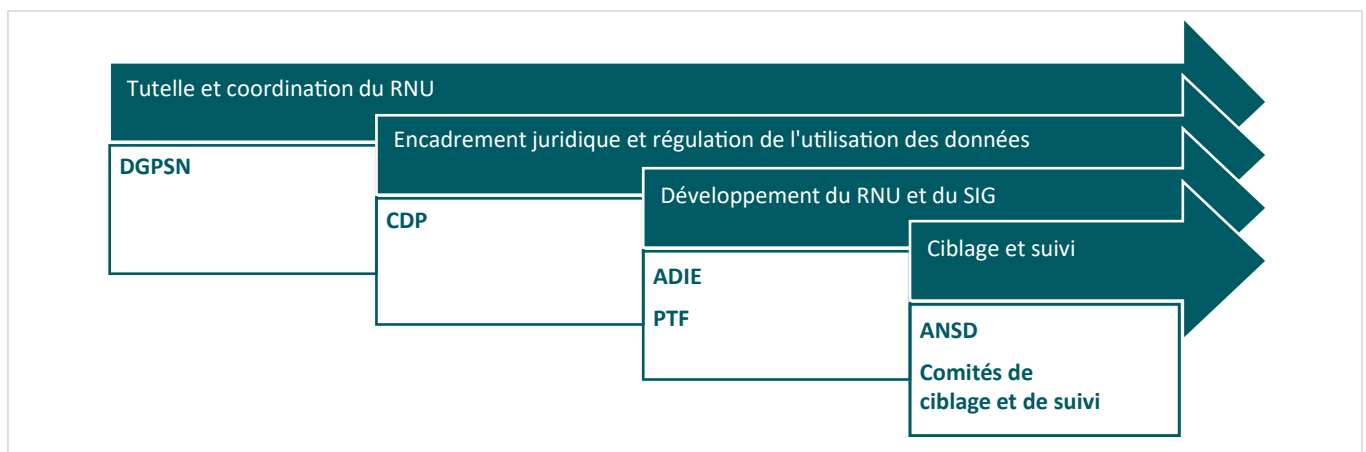 Tutelle et coordination du RNU
DGPSN
Encadrement juridique et régulation de l'utilisation des données
CDP
Développement du RNU et du SIG
ADIE
PTF
Ciblage et suivi
ANSD
Comités de
ciblage et de suivi